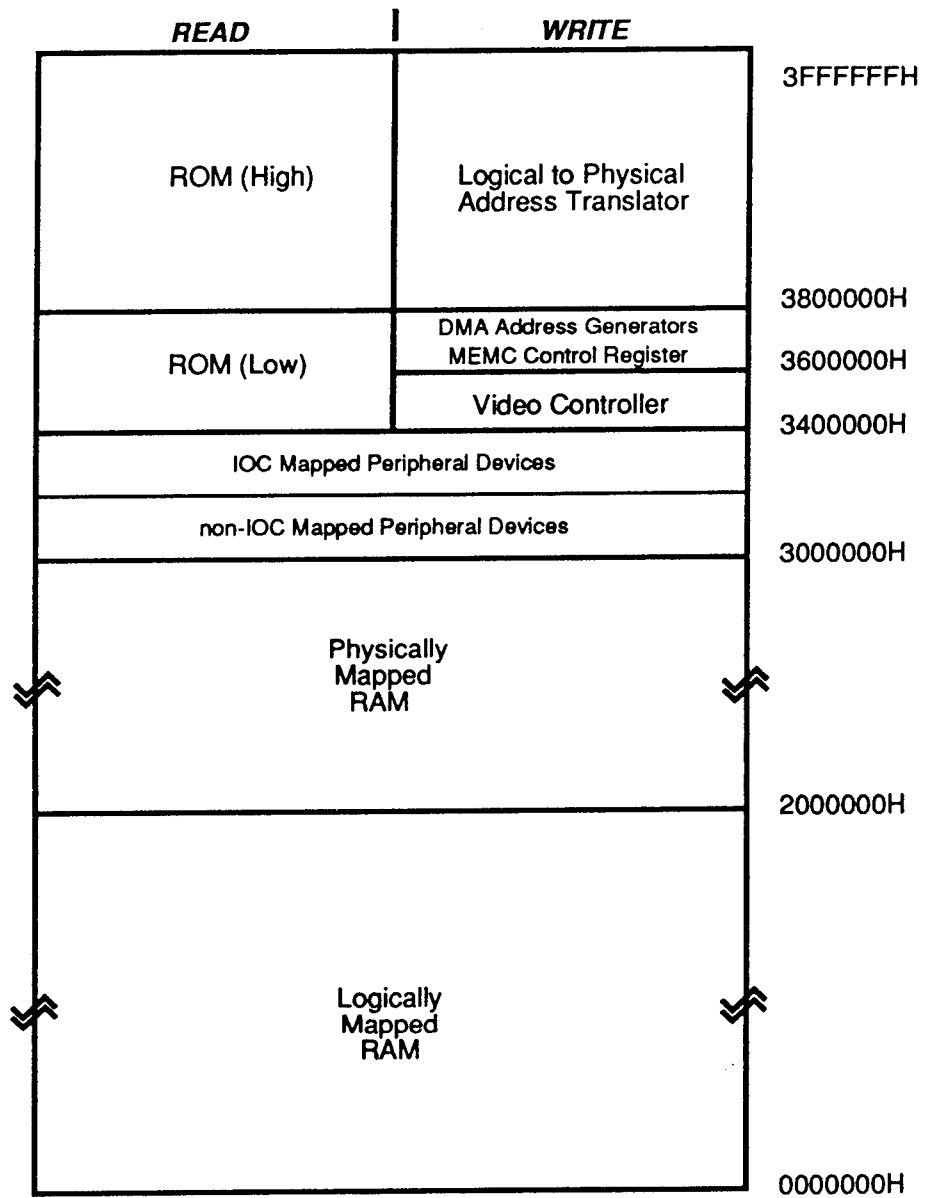 READ
WRITE
3FFFFFFH
ROM (High)
Logical to Physical
Address Translator
3800000H
DMA Address Generators
MEMC Control Register
ROM (Low)
3600000H
Video Controller
3400000H
IOC Mapped Peripheral Devices
non-IOC Mapped Peripheral Devices
3000000H
Physically
Mapped
RAM
2000000H
Logically
Mapped
RAM
0000000H